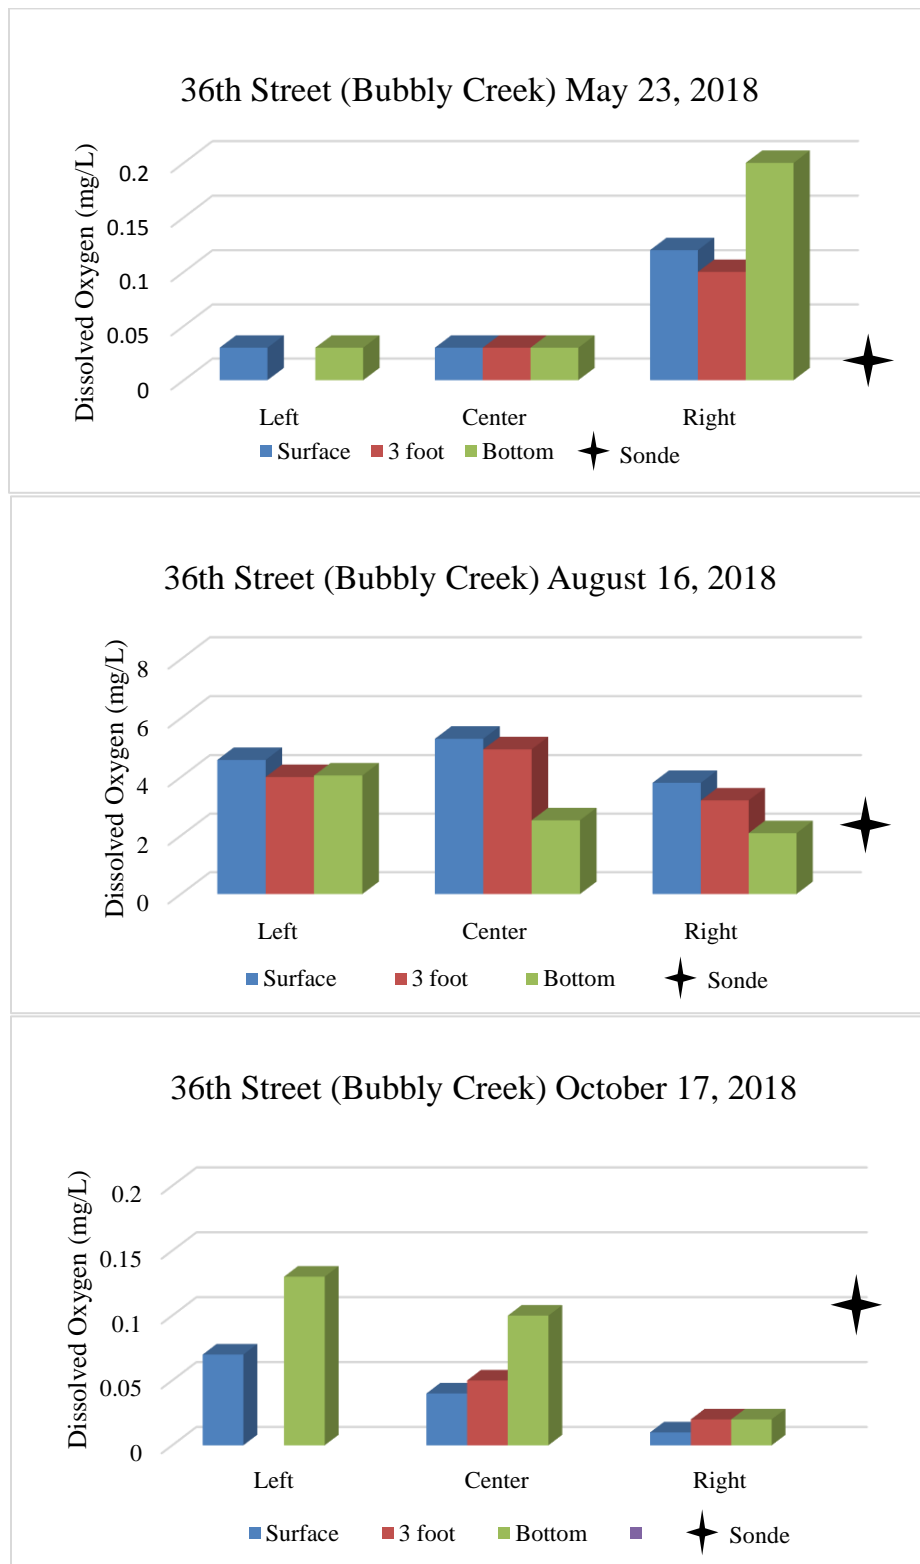 36th Street (Bubbly Creek) May 23, 2018
Dissolved Oxygen (mg/L)
0.2
0.15
0.1
0.05
0
Left Center Right
Surface 3 foot Bottom Sonde
36th Street (Bubbly Creek) August 16, 2018
Dissolved Oxygen (mg/L)
8
6
4
2
0
Left Center Right
Surface 3 foot Bottom Sonde
36th Street (Bubbly Creek) October 17, 2018
Dissolved Oxygen (mg/L)
0.2
0.15
0.1
0.05
0
Left Center Right
Surface 3 foot Bottom Sonde